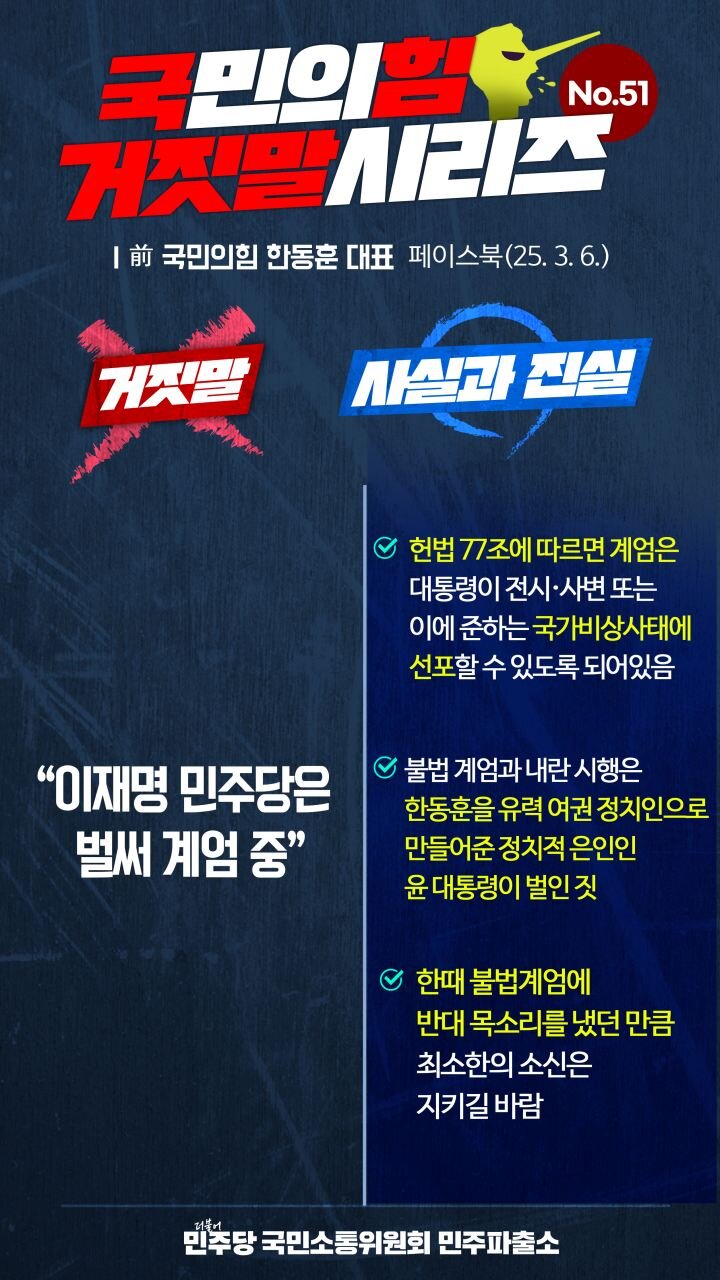 국민의힘
No.51
거짓말시리즈
前 국민의힘 한동훈 대표 페이스북(25. 3. 6.)
거짓말
사실과 진실
“이재명 민주당은
벌써 계엄 중”
헌법 77조에 따르면 계엄은
대통령이 전시·사변 또는
이에 준하는 국가비상사태에
선포할 수 있도록 되어있음
불법 계엄과 내란 시행은
한동훈을 유력 여권 정치인으로
만들어준 정치적 은인인
윤 대통령이 벌인 짓
한때 불법계엄에
반대 목소리를 냈던 만큼
최소한의 소신은
지키길 바람
더불어
민주당 국민소통위원회 민주파출소